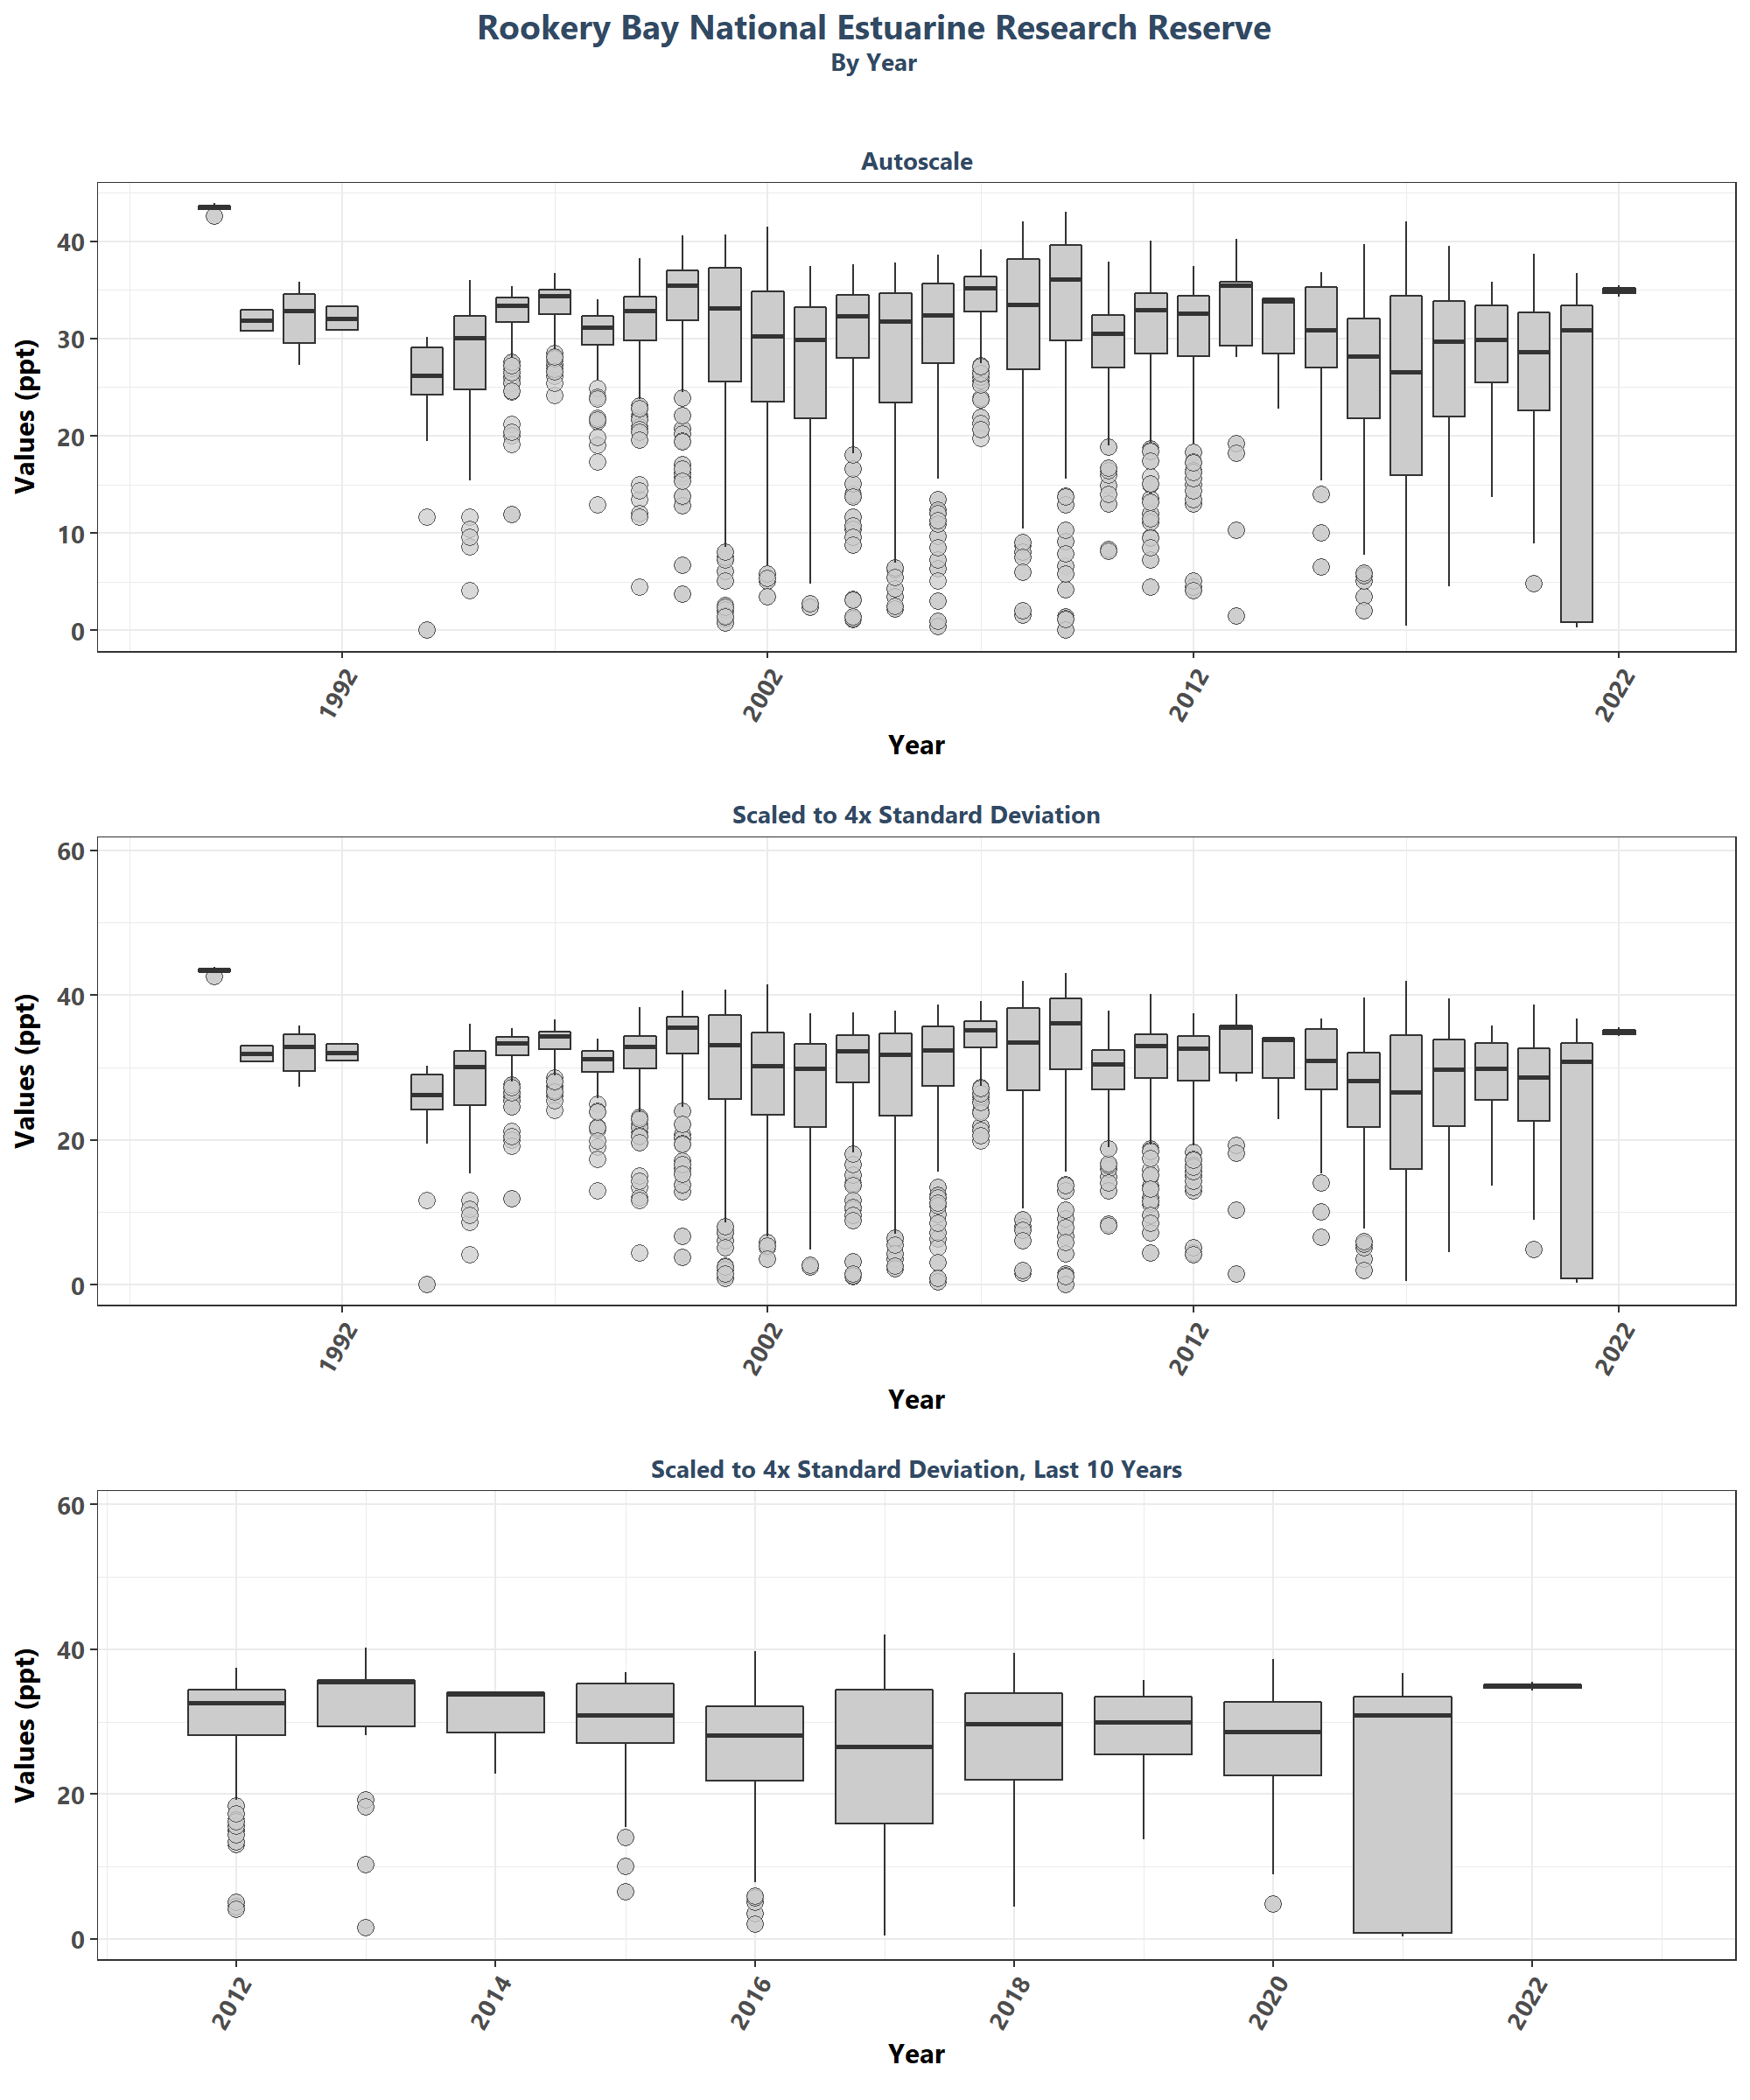 Rookery Bay National Estuarine Research Reserve
By Year
Autoscale
Values (ppt)
40
30
20
10
0
1992
2002
2012
2022
Year
Scaled to 4x Standard Deviation
Values (ppt)
60
40
20
0
1992
2002
2012
2022
Year
Scaled to 4x Standard Deviation, Last 10 Years
Values (ppt)
60
40
20
0
2012
2014
2016
2018
2020
2022
Year